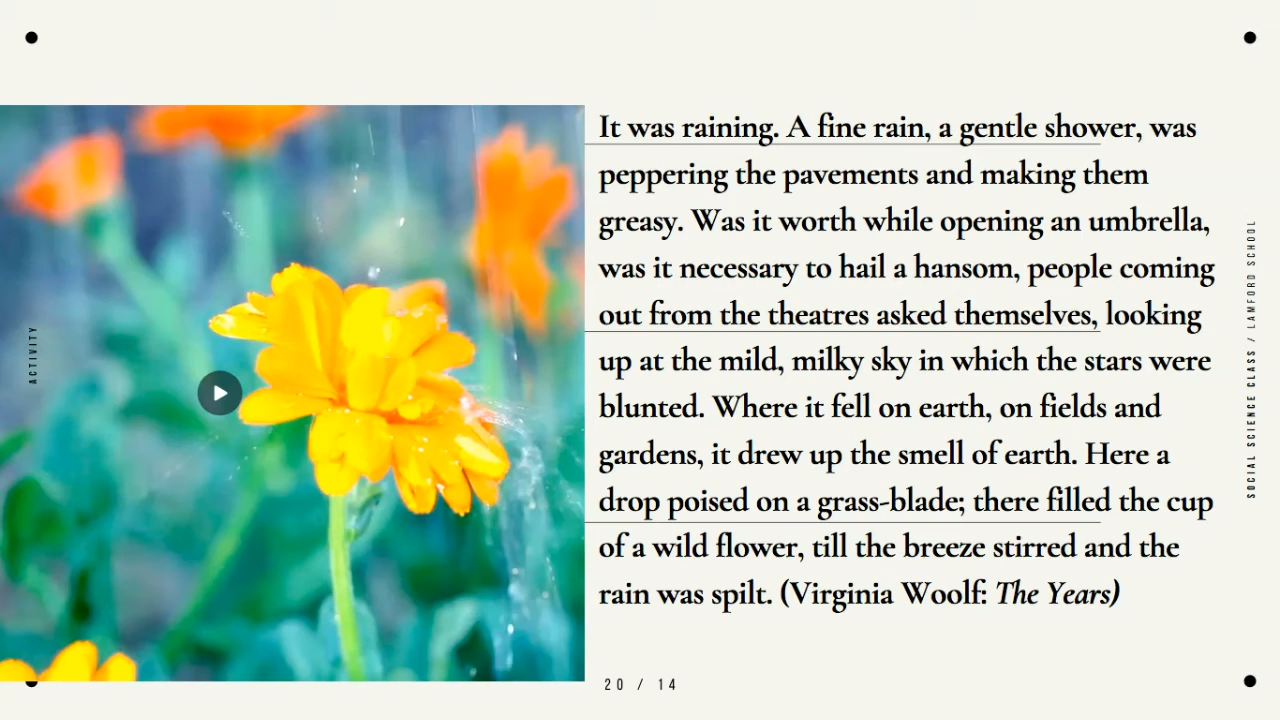 It was raining. A fine rain, a gentle shower, was
peppering the pavements and making them
greasy. Was it worth while opening an umbrella,
was it necessary to hail a hansom, people coming
out from the theatres asked themselves, looking
up at the mild, milky sky in which the stars were
blunted. Where it fell on earth, on fields and
gardens, it drew up the smell of earth. Here a
drop poised on a grass-blade; there filled the cup
of a wild flower, till the breeze stirred and the
rain was spilt. (Virginia Woolf: The Years)
ACTIVITY
SOCIAL SCIENCE CLASS / LAMFORD SCHOOL
20 / 14